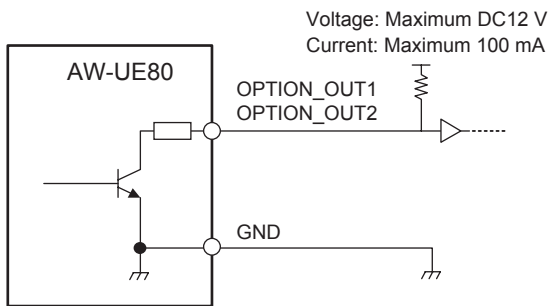 Voltage: Maximum DC12 V
Current: Maximum 100 mA
AW-UE80
OPTION_OUT1
OPTION_OUT2
GND